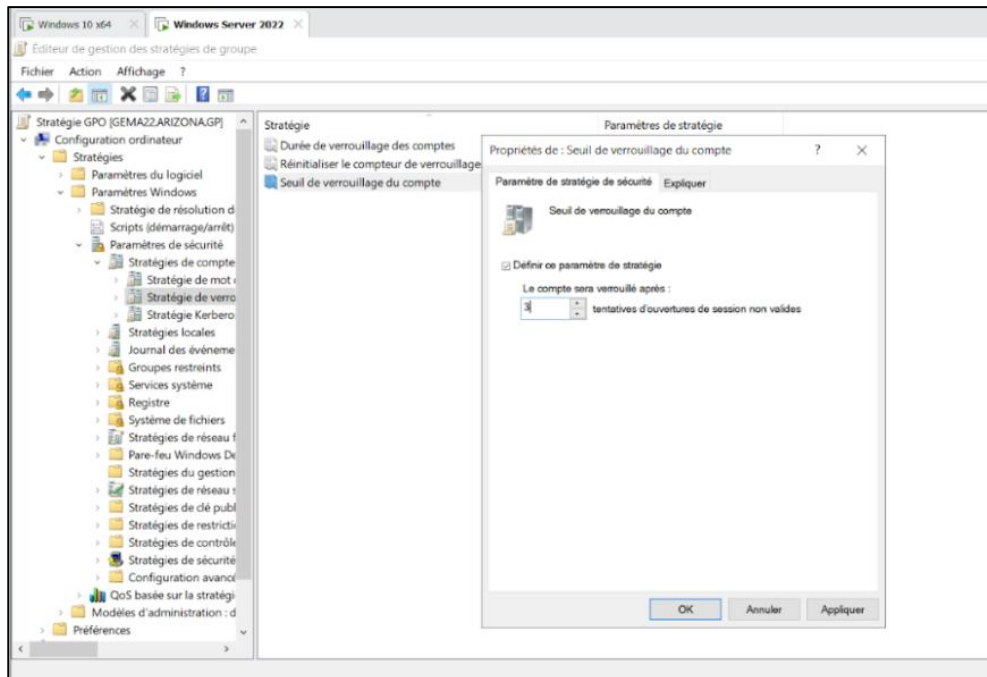 Windows 10 x64 Windows Server 2022
Éditeur de gestion des stratégies de groupe
Fichier Action Affichage ?
Stratégie GPO [GEMA22.ARIZONA.GP]
Configuration ordinateur
Stratégies
Paramètres du logiciel
Paramètres Windows
Stratégie de résolution d
Scripts (démarrage/arrêt)
Paramètres de sécurité
Stratégies de compte
Stratégie de mot
Stratégie de verro
Stratégie Kerbero
Stratégies locales
Journal des événeme
Groupes restreints
Services système
Registre
Système de fichiers
Stratégies de réseau f
Pare-feu Windows De
Stratégies du gestion
Stratégies de réseau s
Stratégies de clé publ
Stratégies de restricti
Stratégies de contrôle
Stratégies de sécurité
Configuration avanc
QoS basée sur la stratégi
Modèles d'administration : d
Préférences
Stratégie Paramètres de stratégie
Durée de verrouillage des comptes
Réinitialiser le compteur de verrouillage
Seuil de verrouillage du compte
Propriétés de : Seuil de verrouillage du compte ? ×
Paramètre de stratégie de sécurité Expliquer
Seuil de verrouillage du compte
Définir ce paramètre de stratégie
Le compte sera verrouillé après :
3 tentatives d'ouvertures de session non valides
OK Annuler Appliquer